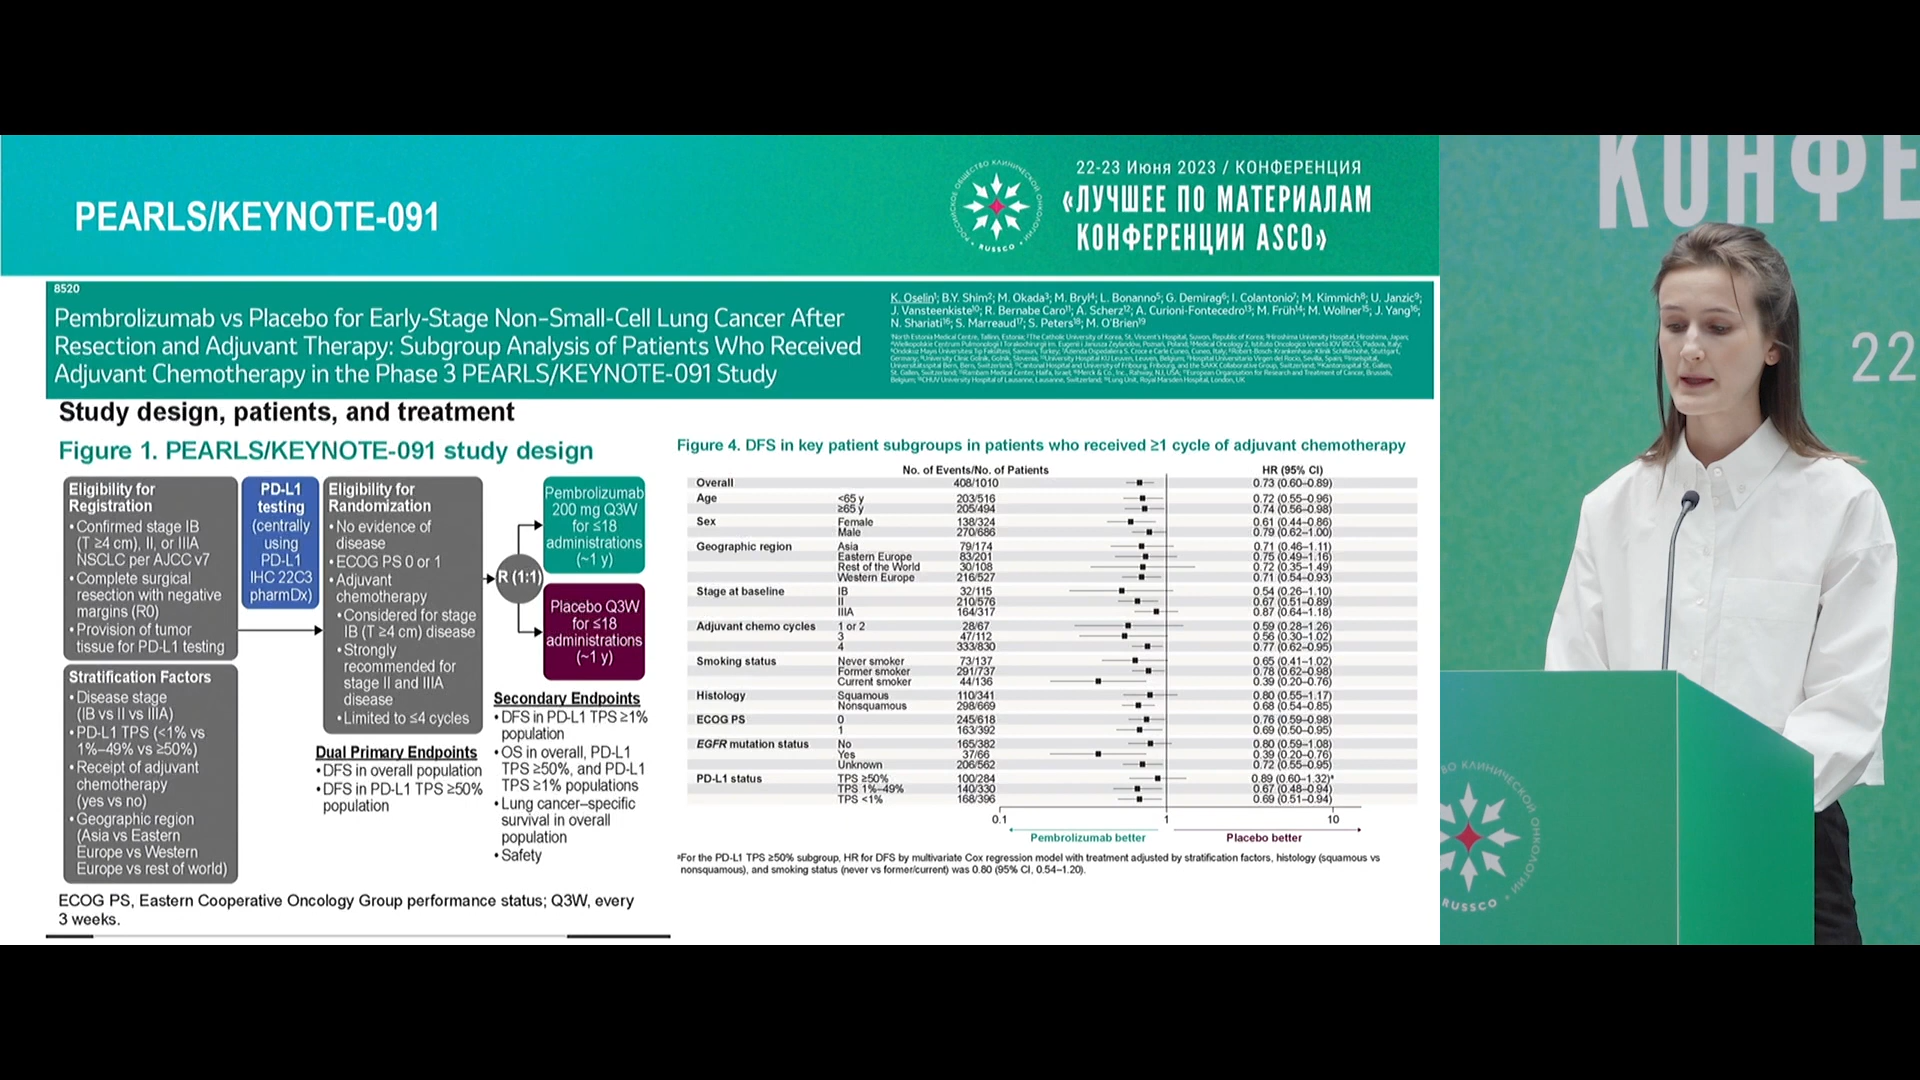 PEARLS/KEYNOTE-091
РОССИЙСКОЕ ОБЩЕСТВО КЛИНИЧЕСКОЙ ОНКОЛОГИИ
• RUSSCO •
22-23 Июня 2023 / КОНФЕРЕНЦИЯ
«ЛУЧШЕЕ ПО МАТЕРИАЛАМ
КОНФЕРЕНЦИИ ASCO»
8520
Pembrolizumab vs Placebo for Early-Stage Non-Small-Cell Lung Cancer After
Resection and Adjuvant Therapy: Subgroup Analysis of Patients Who Received
Adjuvant Chemotherapy in the Phase 3 PEARLS/KEYNOTE-091 Study
K. Oselin¹; B.Y. Shim²; M. Okada³; M. Bryl⁴; L. Bonanno⁵; G. Demirag⁶; I. Colantonio⁷; M. Kimmich⁸; U. Janzic⁹;
J. Vansteenkiste¹⁰; R. Bernabe Caro¹¹; A. Scherz¹²; A. Curioni-Fontecedro¹³; M. Früh¹⁴; M. Wollner¹⁵; J. Yang¹⁶;
N. Shariati¹⁶; S. Marreaud¹⁷; S. Peters¹⁸; M. O'Brien¹⁹
Study design, patients, and treatment
Figure 1. PEARLS/KEYNOTE-091 study design
Eligibility for
Registration
• Confirmed stage IB
(T ≥4 cm), II, or IIIA
NSCLC per AJCC v7
• Complete surgical
resection with negative
margins (R0)
• Provision of tumor
tissue for PD-L1 testing
PD-L1
testing
(centrally
using
PD-L1
IHC 22C3
pharmDx)
Eligibility for
Randomization
• No evidence of
disease
• ECOG PS 0 or 1
• Adjuvant
chemotherapy
• Considered for stage
IB (T ≥4 cm) disease
• Strongly
recommended for
stage II and IIIA
disease
• Limited to ≤4 cycles
R (1:1)
Pembrolizumab
200 mg Q3W
for ≤18
administrations
(~1 y)
Placebo Q3W
for ≤18
administrations
(~1 y)
Stratification Factors
• Disease stage
(IB vs II vs IIIA)
• PD-L1 TPS (<1% vs
1%–49% vs ≥50%)
• Receipt of adjuvant
chemotherapy
(yes vs no)
• Geographic region
(Asia vs Eastern
Europe vs Western
Europe vs rest of world)
Dual Primary Endpoints
• DFS in overall population
• DFS in PD-L1 TPS ≥50%
population
Secondary Endpoints
• DFS in PD-L1 TPS ≥1%
population
• OS in overall, PD-L1
TPS ≥50%, and PD-L1
TPS ≥1% populations
• Lung cancer–specific
survival in overall
population
• Safety
ECOG PS, Eastern Cooperative Oncology Group performance status; Q3W, every
3 weeks.
Figure 4. DFS in key patient subgroups in patients who received ≥1 cycle of adjuvant chemotherapy
No. of Events/No. of Patients HR (95% CI)
Overall 408/1010 0.73 (0.60–0.89)
Age <65 y 203/516 0.72 (0.55–0.96)
≥65 y 205/494 0.74 (0.56–0.98)
Sex Female 138/324 0.61 (0.44–0.86)
Male 270/686 0.79 (0.62–1.00)
Geographic region Asia 79/174 0.71 (0.46–1.11)
Eastern Europe 83/201 0.75 (0.49–1.16)
Rest of the World 30/108 0.72 (0.35–1.49)
Western Europe 216/527 0.71 (0.54–0.93)
Stage at baseline IB 32/115 0.54 (0.26–1.10)
II 210/576 0.67 (0.51–0.89)
IIIA 164/317 0.87 (0.64–1.18)
Adjuvant chemo cycles 1 or 2 28/67 0.59 (0.28–1.26)
3 47/112 0.56 (0.30–1.02)
4 333/830 0.77 (0.62–0.95)
Smoking status Never smoker 73/137 0.65 (0.41–1.02)
Former smoker 291/737 0.78 (0.62–0.98)
Current smoker 44/136 0.39 (0.20–0.76)
Histology Squamous 110/341 0.80 (0.55–1.17)
Nonsquamous 298/669 0.68 (0.54–0.85)
ECOG PS 0 245/618 0.76 (0.59–0.98)
1 163/392 0.69 (0.50–0.95)
EGFR mutation status No 165/382 0.80 (0.59–1.08)
Yes 37/66 0.39 (0.20–0.76)
Unknown 206/562 0.72 (0.55–0.95)
PD-L1 status TPS ≥50% 100/284 0.89 (0.60–1.32)ᵃ
TPS 1%–49% 140/330 0.67 (0.48–0.94)
TPS <1% 168/396 0.69 (0.51–0.94)
0.1 1 10
Pembrolizumab better Placebo better
ᵃFor the PD-L1 TPS ≥50% subgroup, HR for DFS by multivariate Cox regression model with treatment adjusted by stratification factors, histology (squamous vs
nonsquamous), and smoking status (never vs former/current) was 0.80 (95% CI, 0.54–1.20).
КОНФЕ
22
RUSSCO